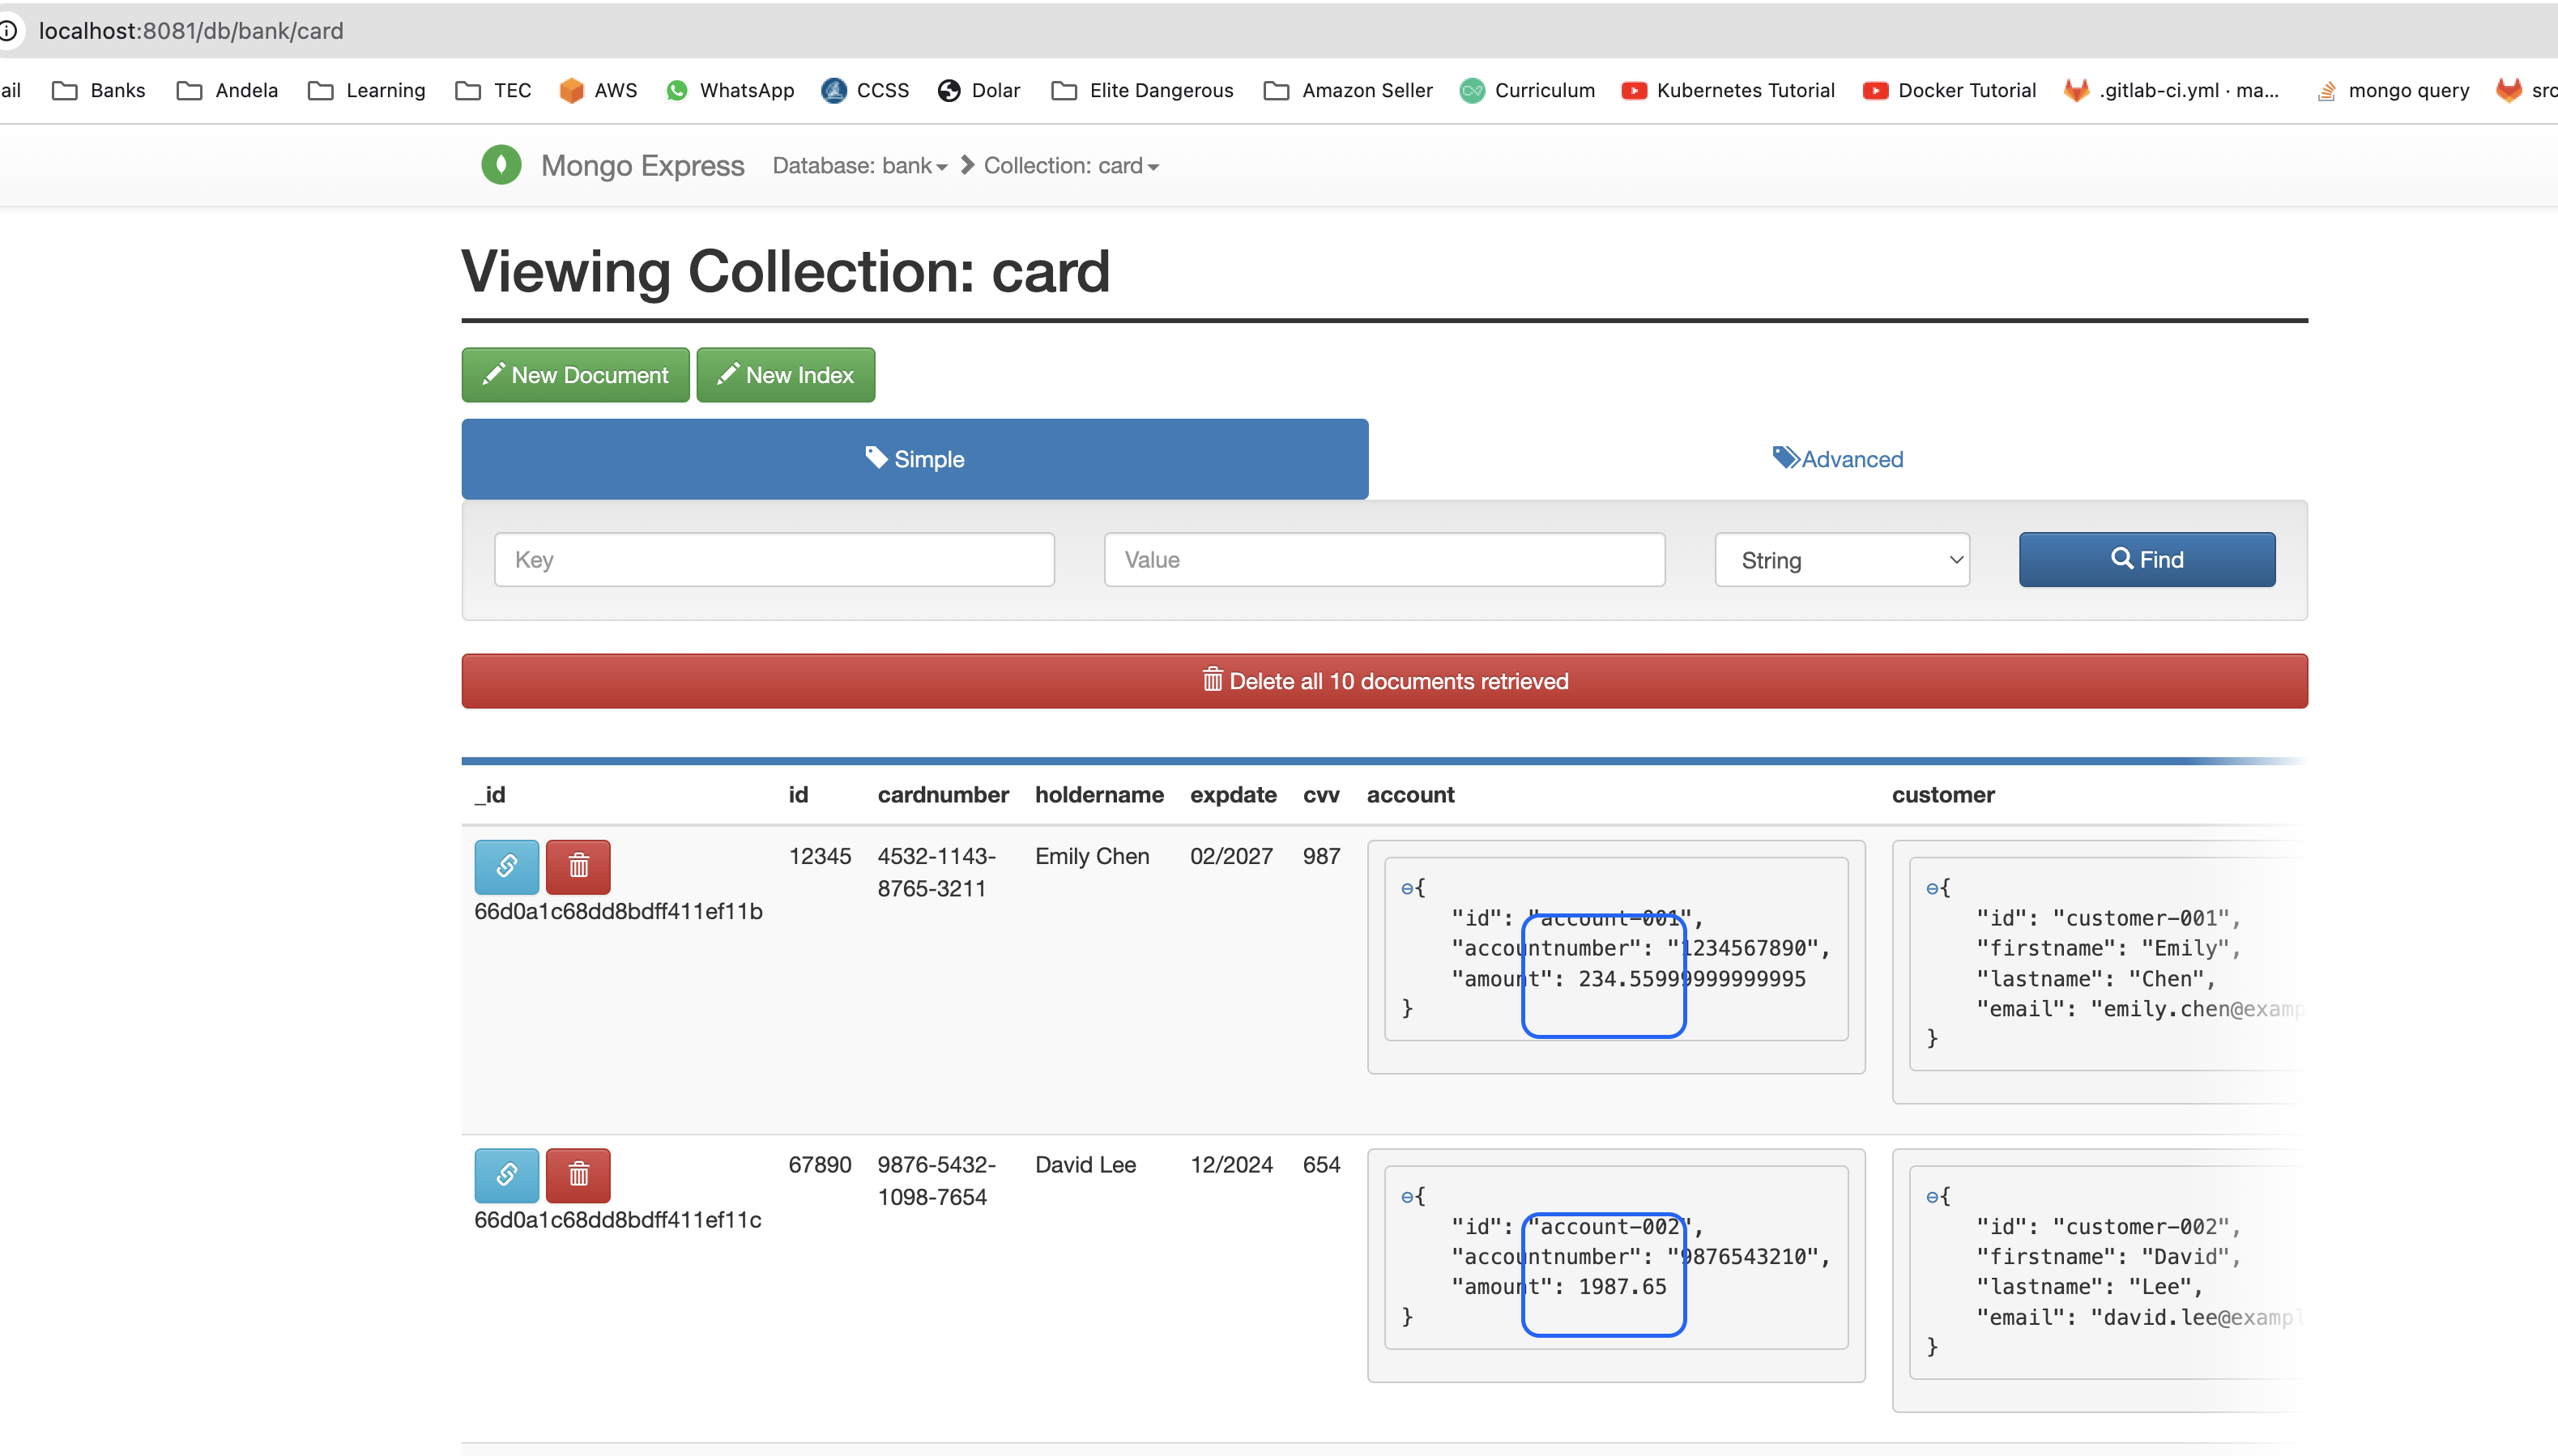 localhost:8081/db/bank/card
ail Banks Andela Learning TEC AWS WhatsApp CCSS Dolar Elite Dangerous Amazon Seller Curriculum Kubernetes Tutorial Docker Tutorial .gitlab-ci.yml · ma... mongo query src
Mongo Express Database: bank Collection: card
Viewing Collection: card
New Document New Index
Simple Advanced
Key Value String Find
Delete all 10 documents retrieved
_id id cardnumber holdername expdate cvv account customer
12345 4532-1143- Emily Chen 02/2027 987
8765-3211
66d0a1c68dd8bdff411ef11b
{
"id": "account-001",
"accountnumber": "1234567890",
"amount": 234.55999999999995
}
{
"id": "customer-001",
"firstname": "Emily",
"lastname": "Chen",
"email": "emily.chen@examp
}
67890 9876-5432- David Lee 12/2024 654
1098-7654
66d0a1c68dd8bdff411ef11c
{
"id": "account-002",
"accountnumber": "9876543210",
"amount": 1987.65
}
{
"id": "customer-002",
"firstname": "David",
"lastname": "Lee",
"email": "david.lee@exampl
}